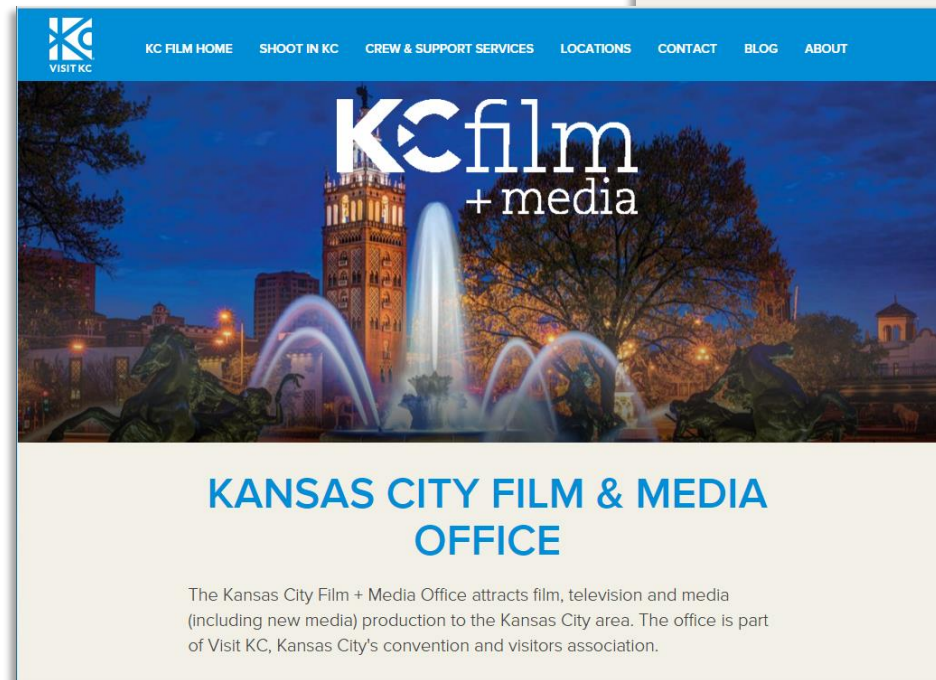 KC
VISIT KC
KC FILM HOME SHOOT IN KC CREW & SUPPORT SERVICES LOCATIONS CONTACT BLOG ABOUT
KCfilm
+ media
KANSAS CITY FILM & MEDIA
OFFICE
The Kansas City Film + Media Office attracts film, television and media
(including new media) production to the Kansas City area. The office is part
of Visit KC, Kansas City's convention and visitors association.